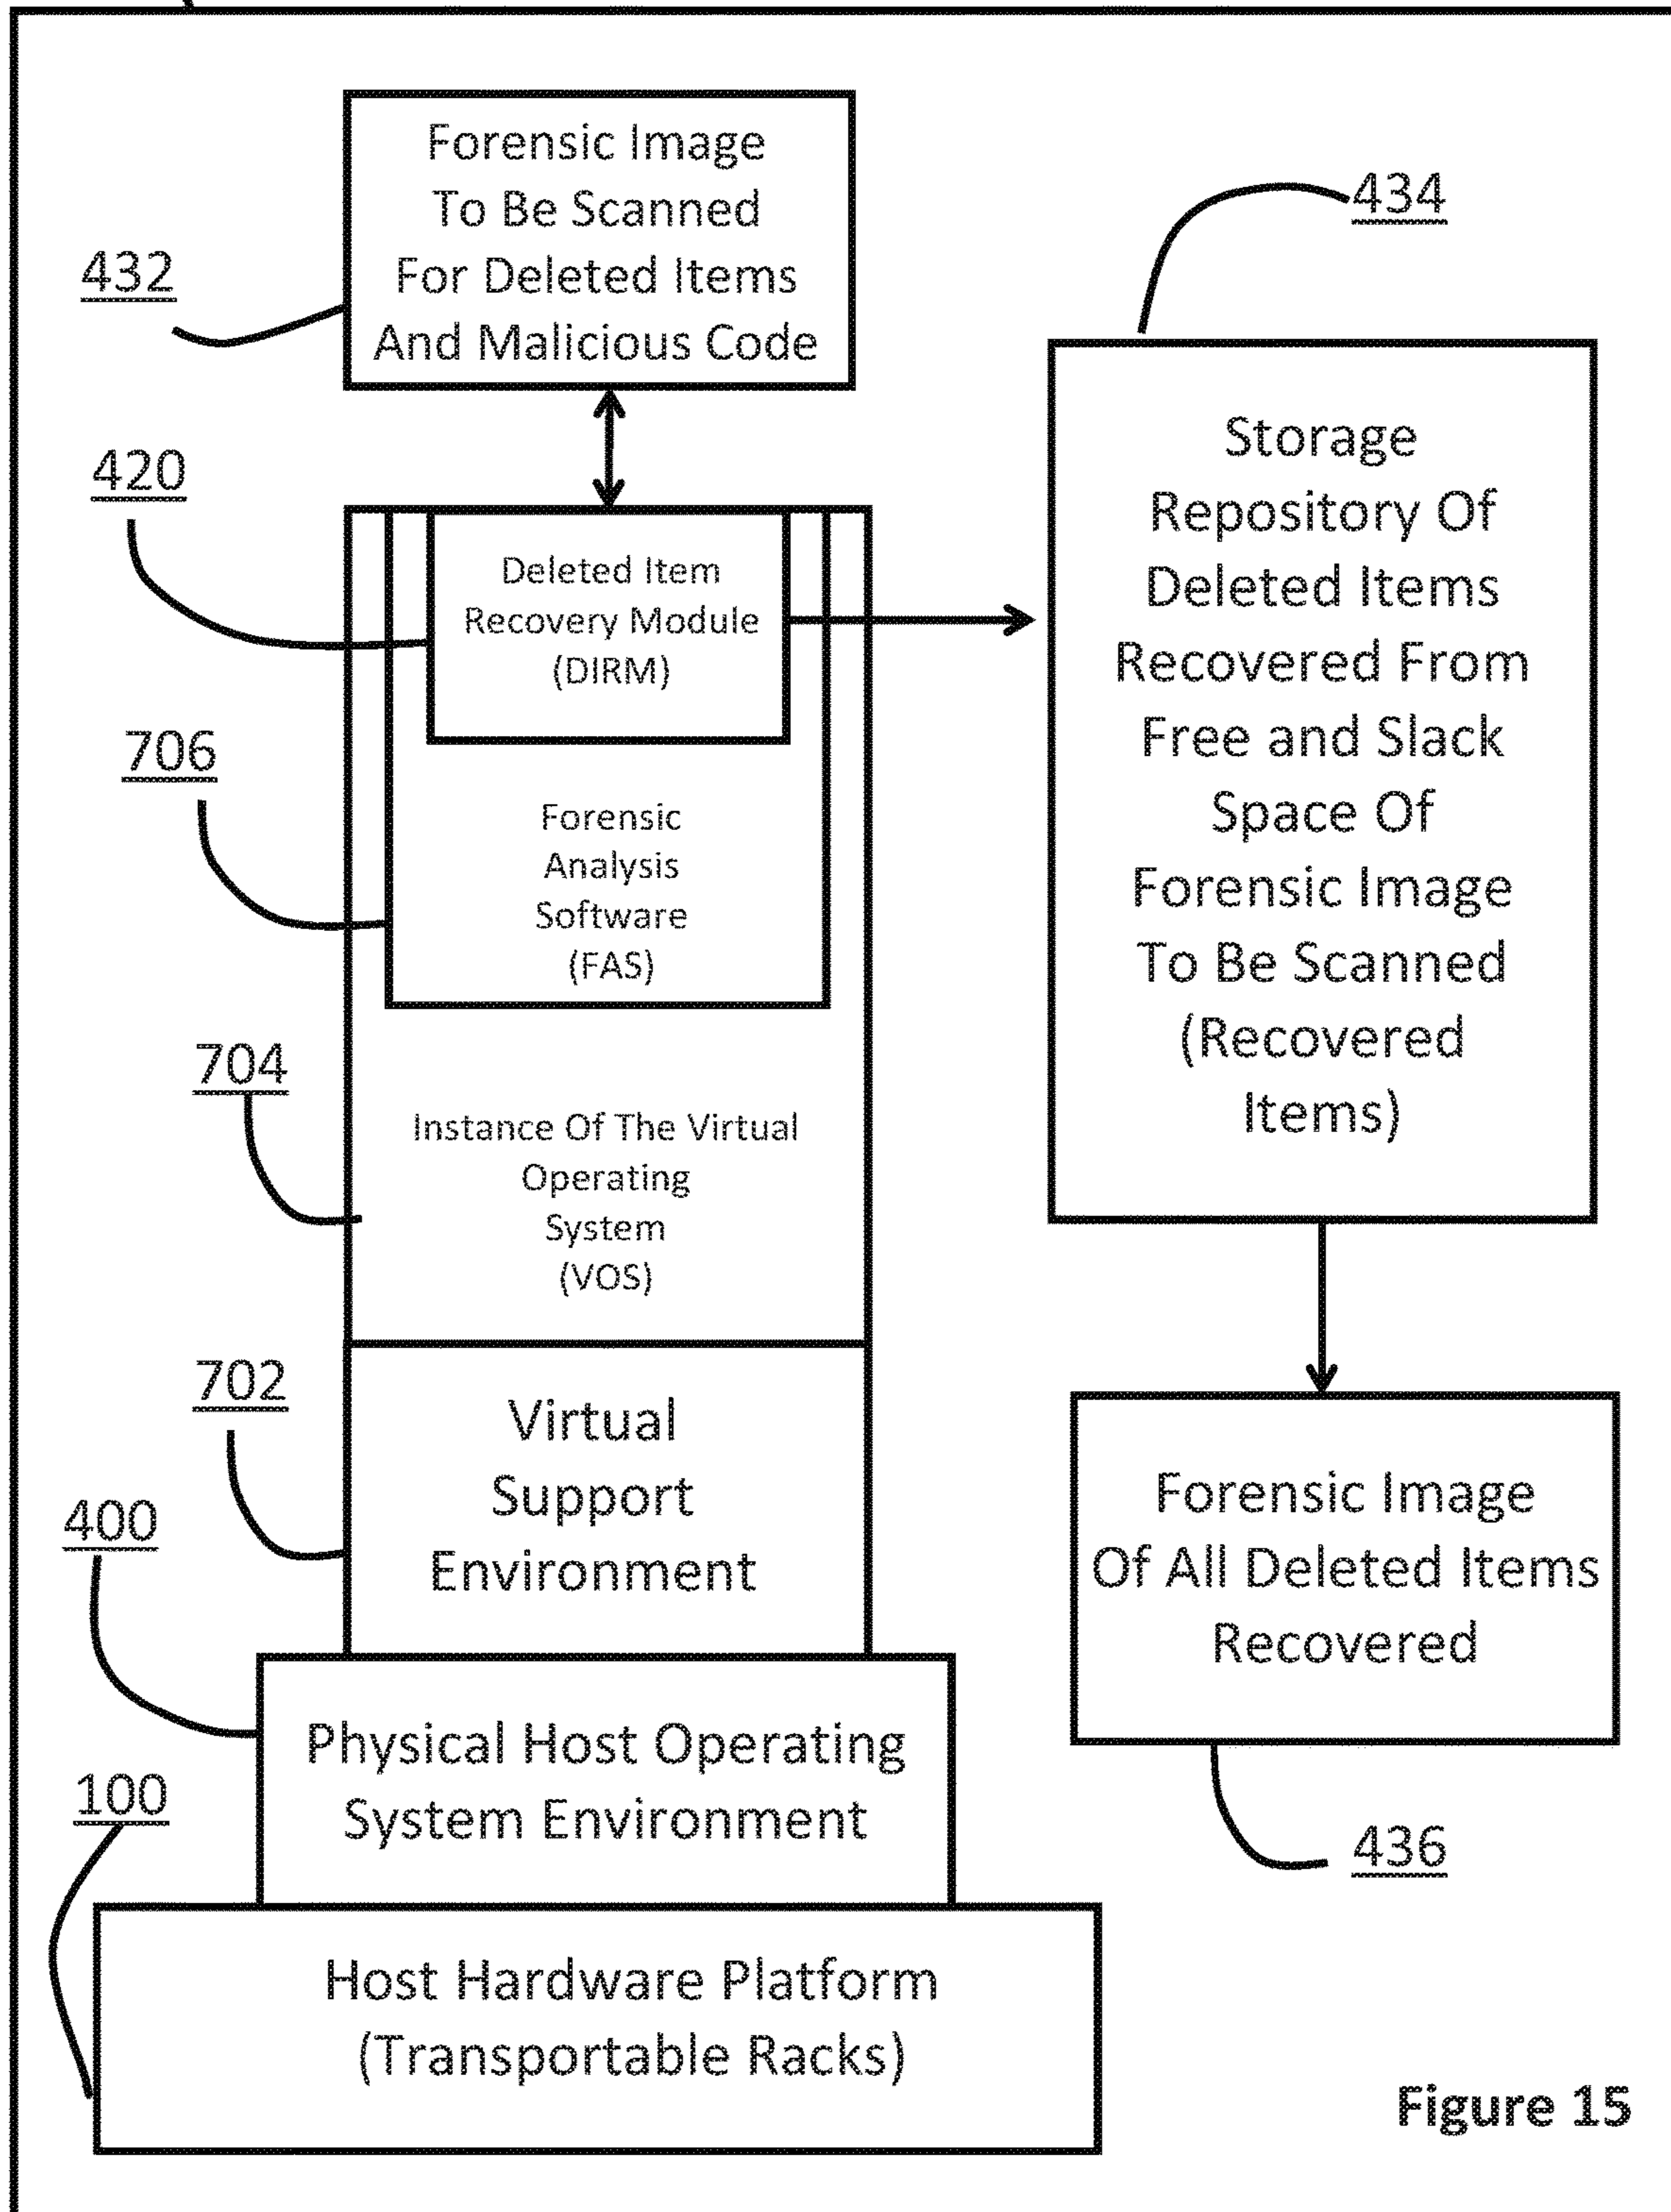 Forensic Image
To Be Scanned
For Deleted Items
And Malicious Code
432
434
420
Deleted Item
Recovery Module
(DIRM)
Storage
Repository Of
Deleted Items
Recovered From
Free and Slack
Space Of
Forensic Image
To Be Scanned
(Recovered
Items)
706
Forensic
Analysis
Software
(FAS)
704
Instance Of The Virtual
Operating
System
(VOS)
702
Virtual
Support
Environment
Forensic Image
Of All Deleted Items
Recovered
400
Physical Host Operating
System Environment
436
100
Host Hardware Platform
(Transportable Racks)
Figure 15